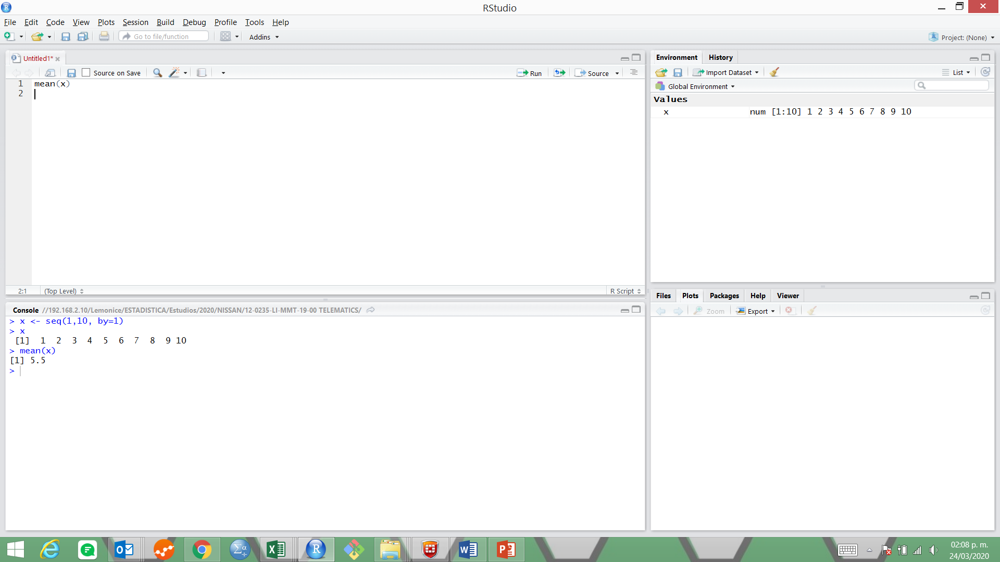 RStudio
File Edit Code View Plots Session Build Debug Profile Tools Help
Go to file/function Addins Project: (None)
Untitled1*
Source on Save Run Source
1 mean(x)
2
2:1 (Top Level) R Script
Console //192.168.2.10/Lemonice/ESTADISTICA/Estudios/2020/NISSAN/12-0235-LI-MMT-19-00 TELEMATICS/
> x <- seq(1,10, by=1)
> x
[1] 1 2 3 4 5 6 7 8 9 10
> mean(x)
[1] 5.5
>
Environment History
Import Dataset List
Global Environment
Values
x num [1:10] 1 2 3 4 5 6 7 8 9 10
Files Plots Packages Help Viewer
Zoom Export
02:08 p. m.
24/03/2020